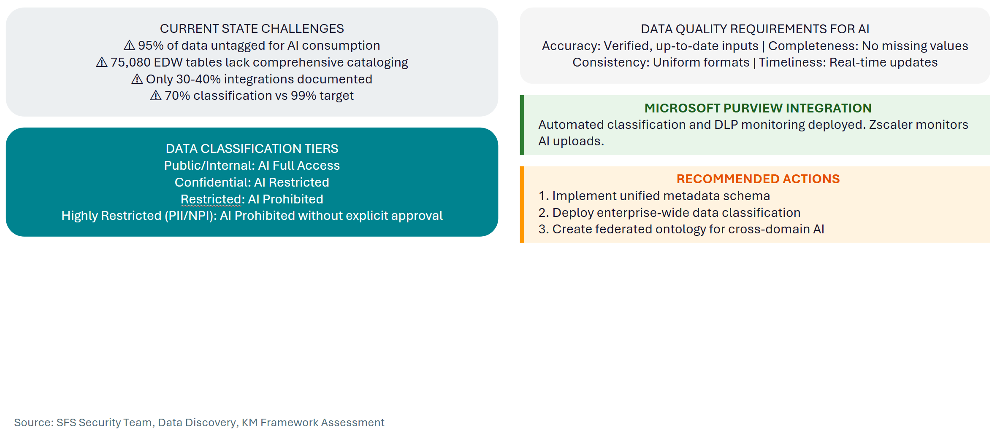 CURRENT STATE CHALLENGES
⚠ 95% of data untagged for AI consumption
⚠ 75,080 EDW tables lack comprehensive cataloging
⚠ Only 30-40% integrations documented
⚠ 70% classification vs 99% target
DATA CLASSIFICATION TIERS
Public/Internal: AI Full Access
Confidential: AI Restricted
Restricted: AI Prohibited
Highly Restricted (PII/NPI): AI Prohibited without explicit approval
DATA QUALITY REQUIREMENTS FOR AI
Accuracy: Verified, up-to-date inputs | Completeness: No missing values
Consistency: Uniform formats | Timeliness: Real-time updates
MICROSOFT PURVIEW INTEGRATION
Automated classification and DLP monitoring deployed. Zscaler monitors
AI uploads.
RECOMMENDED ACTIONS
1. Implement unified metadata schema
2. Deploy enterprise-wide data classification
3. Create federated ontology for cross-domain AI
Source: SFS Security Team, Data Discovery, KM Framework Assessment